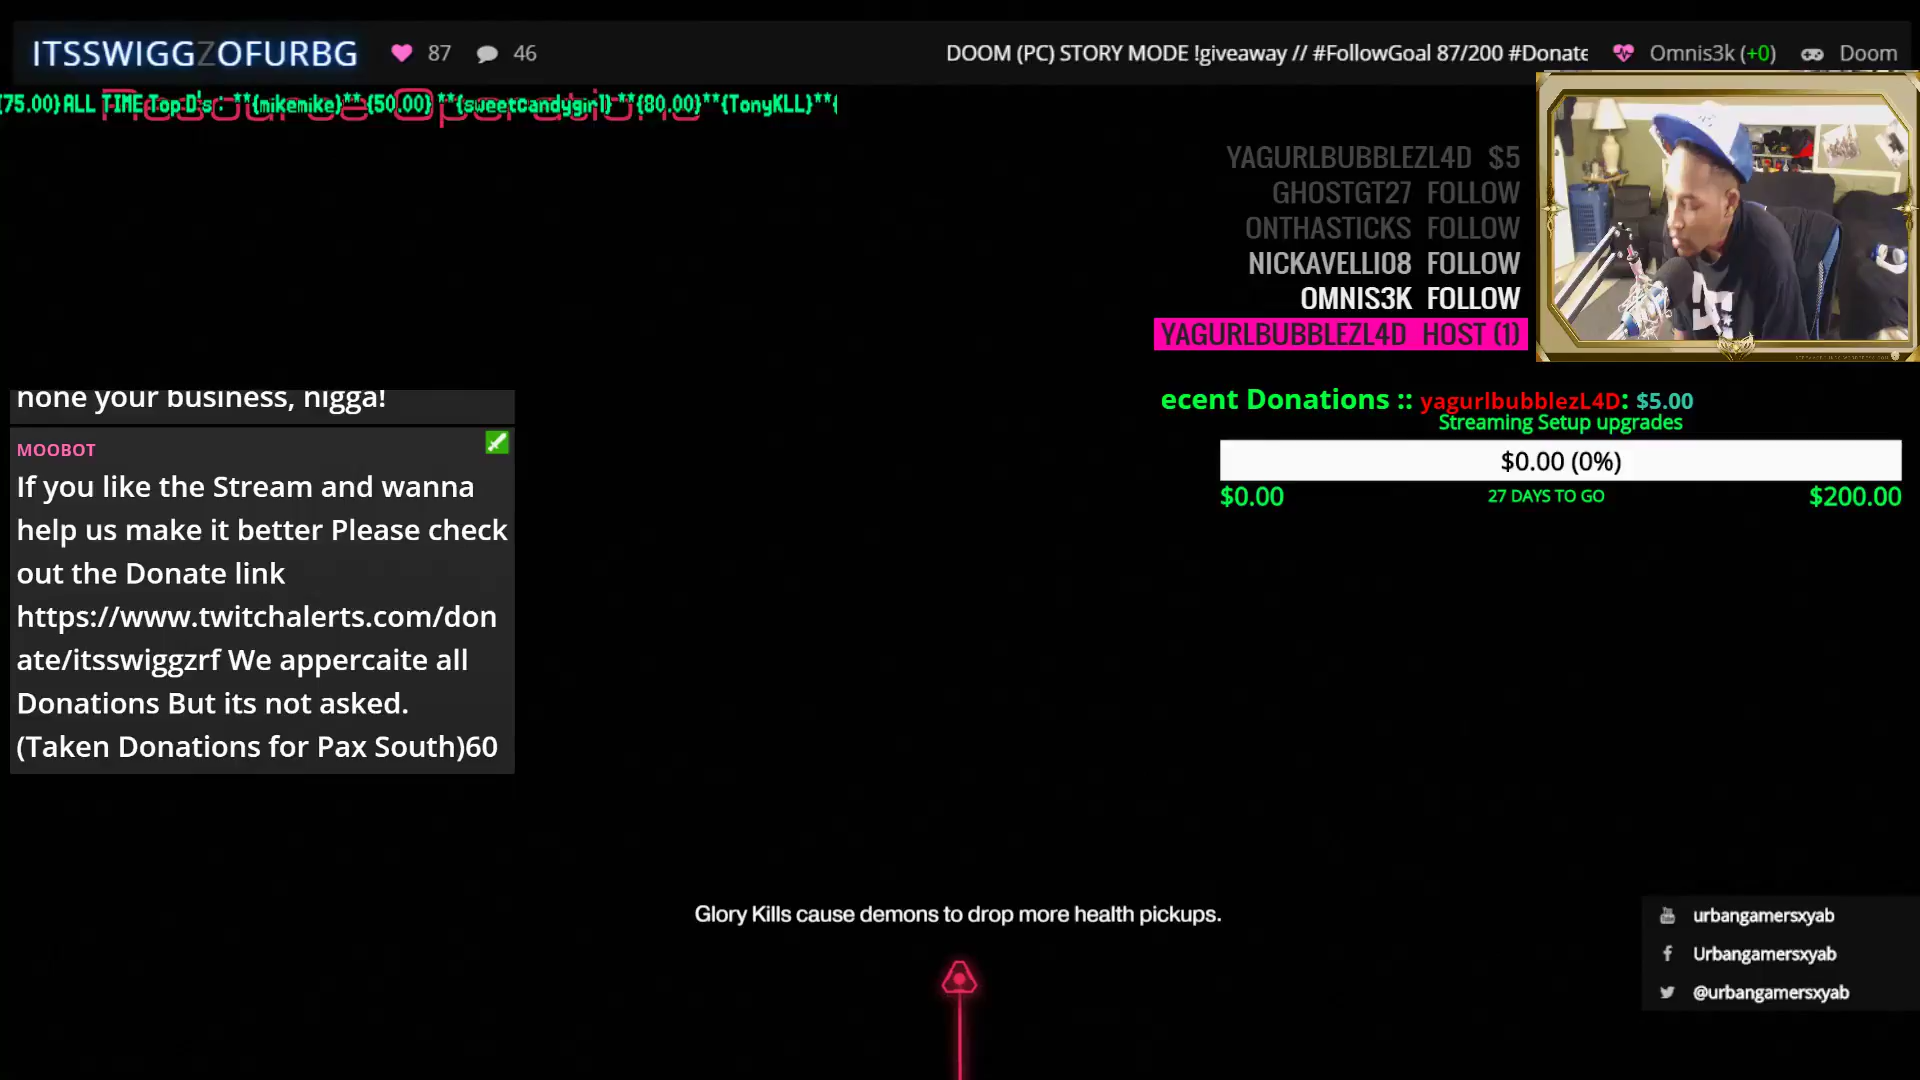 ITSSWIGGZOFURBG 87 46 DOOM (PC) STORY MODE !giveaway // #FollowGoal 87/200 #Donate Omnis3k (+0) Doom
{75.00} ALL TIME Top D's : **{mikemike}**{50.00} **{sweetcandygirl} **{80.00}**{TonyKLL}**{
Resource Operations
YAGURLBUBBLEZL4D $5
GHOSTGT27 FOLLOW
ONTHASTICKS FOLLOW
NICKAVELLI08 FOLLOW
OMNIS3K FOLLOW
YAGURLBUBBLEZL4D HOST (1)
ecent Donations :: yagurlbubblezL4D: $5.00
Streaming Setup upgrades
$0.00 (0%)
$0.00 27 DAYS TO GO $200.00
none your business, nigga!
MOOBOT
If you like the Stream and wanna
help us make it better Please check
out the Donate link
https://www.twitchalerts.com/don
ate/itsswiggzrf We appercaite all
Donations But its not asked.
(Taken Donations for Pax South)60
Glory Kills cause demons to drop more health pickups.
urbangamersxyab
Urbangamersxyab
@urbangamersxyab